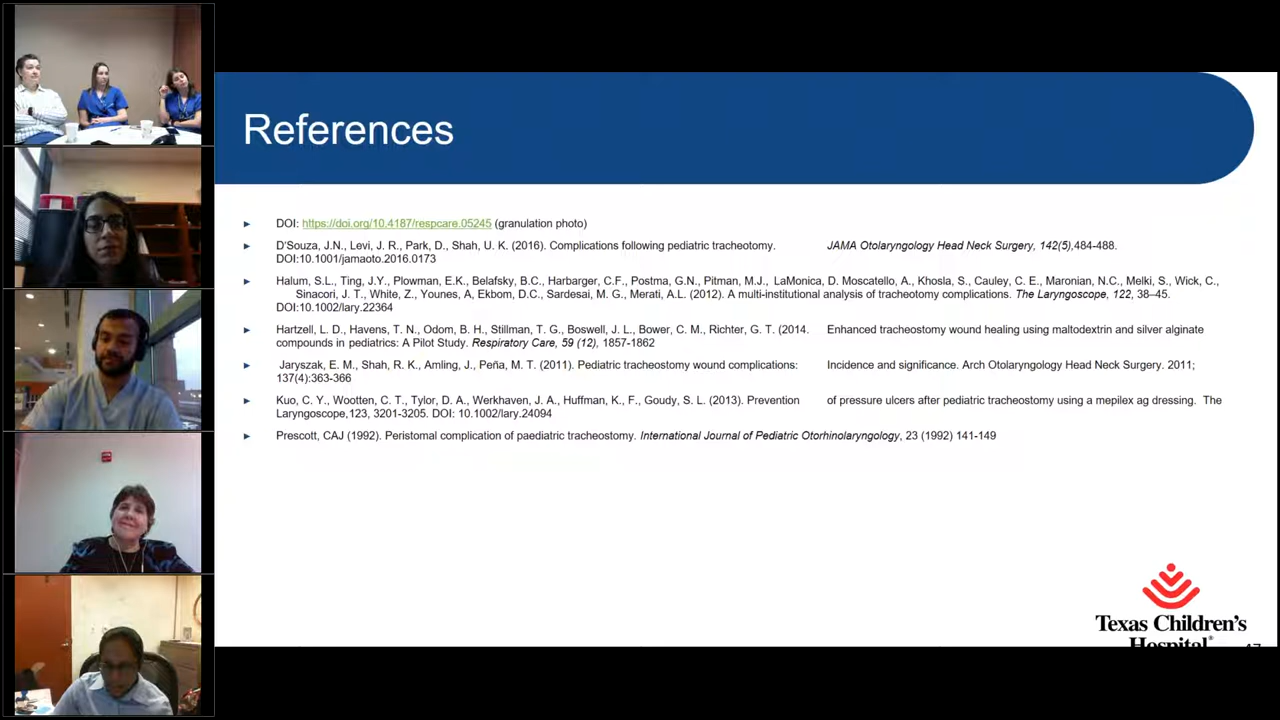 References
DOI: https://doi.org/10.4187/respcare.05245 (granulation photo)
D'Souza, J.N., Levi, J. R., Park, D., Shah, U. K. (2016). Complications following pediatric tracheotomy. JAMA Otolaryngology Head Neck Surgery, 142(5),484-488.
DOI:10.1001/jamaoto.2016.0173
Halum, S.L., Ting, J.Y., Plowman, E.K., Belafsky, B.C., Harbarger, C.F., Postma, G.N., Pitman, M.J., LaMonica, D. Moscatello, A., Khosla, S., Cauley, C. E., Maronian, N.C., Melki, S., Wick, C.,
Sinacori, J. T., White, Z., Younes, A, Ekbom, D.C., Sardesai, M. G., Merati, A.L. (2012). A multi-institutional analysis of tracheotomy complications. The Laryngoscope, 122, 38–45.
DOI:10.1002/lary.22364
Hartzell, L. D., Havens, T. N., Odom, B. H., Stillman, T. G., Boswell, J. L., Bower, C. M., Richter, G. T. (2014. Enhanced tracheostomy wound healing using maltodextrin and silver alginate
compounds in pediatrics: A Pilot Study. Respiratory Care, 59 (12), 1857-1862
Jaryszak, E. M., Shah, R. K., Amling, J., Peña, M. T. (2011). Pediatric tracheotomy wound complications: Incidence and significance. Arch Otolaryngology Head Neck Surgery. 2011;
137(4):363-366
Kuo, C. Y., Wootten, C. T., Tylor, D. A., Werkhaven, J. A., Huffman, K., F., Goudy, S. L. (2013). Prevention of pressure ulcers after pediatric tracheostomy using a mepilex ag dressing. The
Laryngoscope,123, 3201-3205. DOI: 10.1002/lary.24094
Prescott, CAJ (1992). Peristomal complication of paediatric tracheostomy. International Journal of Pediatric Otorhinolaryngology, 23 (1992) 141-149
Texas Children's
Hospital®